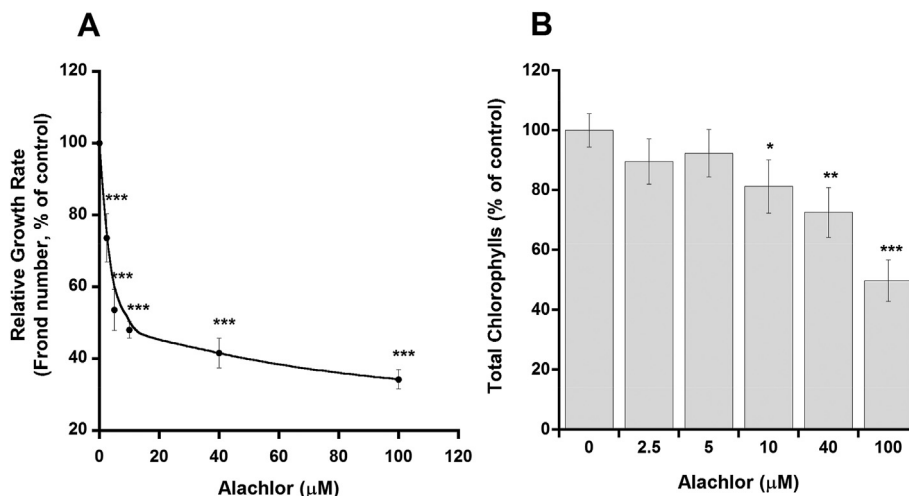 A
Relative Growth Rate
(Frond number, % of control)
120
100
80
60
40
20
***
***
***
***
***
0 20 40 60 80 100 120
Alachlor (μM)
B
Total Chlorophylls (% of control)
120
100
80
60
40
20
0
*
**
***
0 2.5 5 10 40 100
Alachlor (μM)